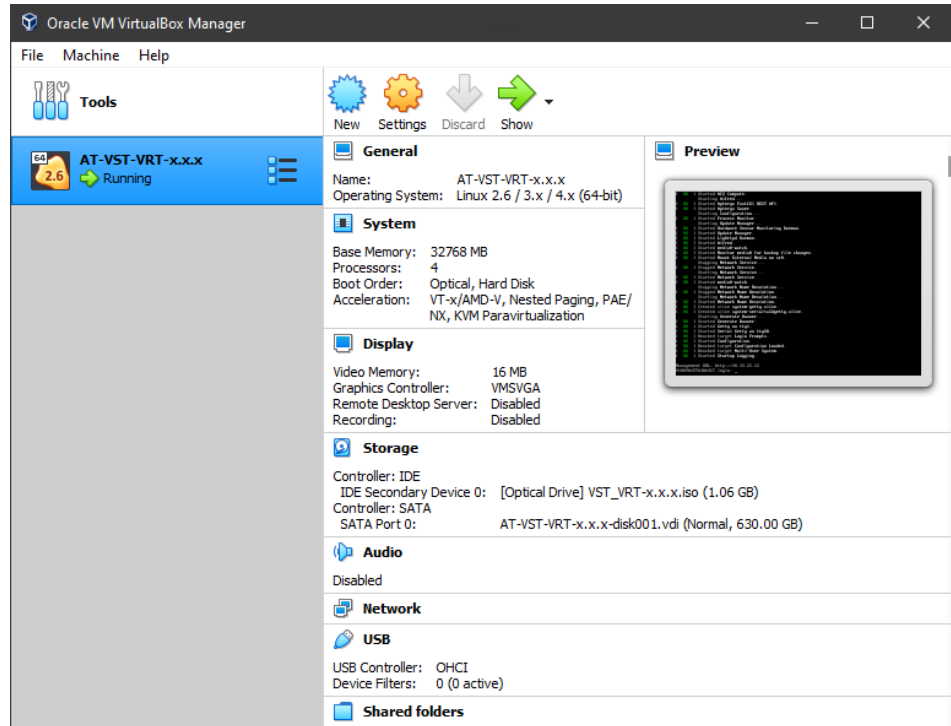 Oracle VM VirtualBox Manager
File Machine Help
Tools
New Settings Discard Show
64
2.6
AT-VST-VRT-x.x.x
Running
General
Name: AT-VST-VRT-x.x.x
Operating System: Linux 2.6 / 3.x / 4.x (64-bit)
System
Base Memory: 32768 MB
Processors: 4
Boot Order: Optical, Hard Disk
Acceleration: VT-x/AMD-V, Nested Paging, PAE/
NX, KVM Paravirtualization
Display
Video Memory: 16 MB
Graphics Controller: VMSVGA
Remote Desktop Server: Disabled
Recording: Disabled
Preview
Storage
Controller: IDE
IDE Secondary Device 0: [Optical Drive] VST_VRT-x.x.x.iso (1.06 GB)
Controller: SATA
SATA Port 0: AT-VST-VRT-x.x.x-disk001.vdi (Normal, 630.00 GB)
Audio
Disabled
Network
USB
USB Controller: OHCI
Device Filters: 0 (0 active)
Shared folders